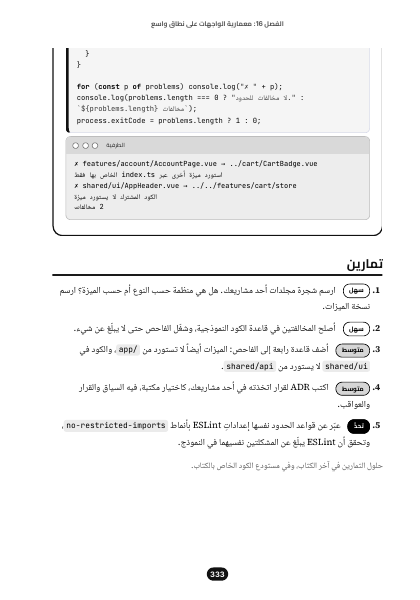 الفصل 16: معمارية الواجهات على نطاق واسع
}
}
for (const p of problems) console.log("✗ " + p);
console.log(problems.length === 0 ? "لا مخالفات للحدود." :
`${problems.length} مخالفات`);
process.exitCode = problems.length ? 1 : 0;
الطرفية
✗ features/account/AccountPage.vue → ../cart/CartBadge.vue
استورد ميزة أخرى عبر index.ts الخاص بها فقط
✗ shared/ui/AppHeader.vue → ../../features/cart/store
الكود المشترك لا يستورد ميزة
2 مخالفات
تمارين
1. سهل ارسم شجرة مجلدات أحد مشاريعك. هل هي منظمة حسب النوع أم حسب الميزة؟ ارسم
نسخة الميزات.
2. سهل أصلح المخالفتين في قاعدة الكود النموذجية، وشغّل الفاحص حتى لا يبلّغ عن شيء.
3. متوسط أضف قاعدة رابعة إلى الفاحص: الميزات أيضاً لا تستورد من app/، والكود في
shared/ui لا يستورد من shared/api.
4. متوسط اكتب ADR لقرار اتخذته في أحد مشاريعك، كاختيار مكتبة، فيه السياق والقرار
والعواقب.
5. تحدٍّ عبّر عن قواعد الحدود نفسها إعدادات ESLint بأنماط no-restricted-imports،
وتحقق أن ESLint يبلّغ عن المشكلتين نفسيهما في النموذج.
حلول التمارين في آخر الكتاب، وفي مستودع الكود الخاص بالكتاب.
333